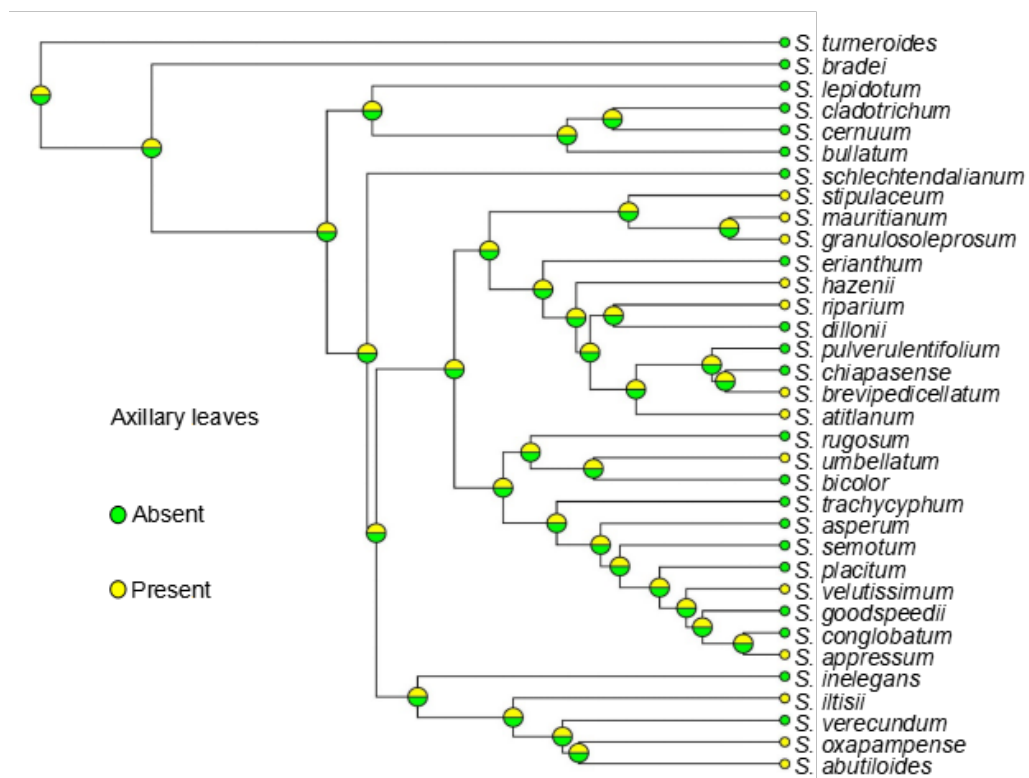 S. turneroides
S. bradei
S. lepidotum
S. cladotrichum
S. cernuum
S. bullatum
S. schlechtendalianum
S. stipulaceum
S. mauritianum
S. granulosoleprosum
S. erianthum
S. hazenii
S. riparium
S. dillonii
S. pulverulentifolium
S. chiapasense
S. brevipedicellatum
S. atitlanum
S. rugosum
S. umbellatum
S. bicolor
S. trachycyphum
S. asperum
S. semotum
S. placitum
S. velutissimum
S. goodspeedii
S. conglobatum
S. appressum
S. inelegans
S. iltisii
S. verecundum
S. oxapampense
S. abutiloides
Axillary leaves
Absent
Present